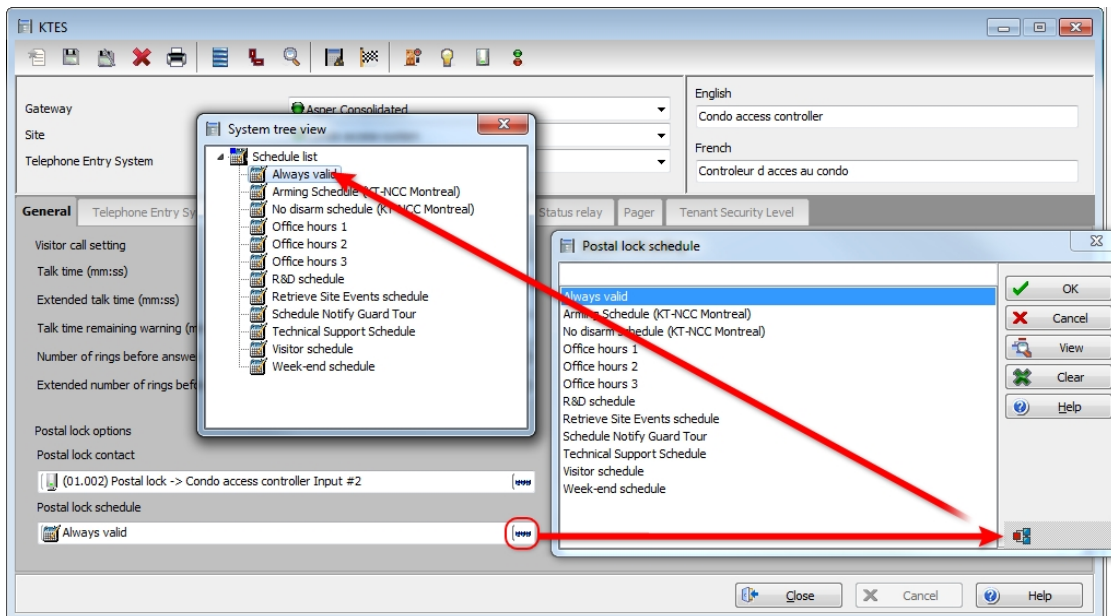 KTES
Gateway
Asper Consolidated
Site
Telephone Entry System
English
Condo access controller
French
Controleur d acces au condo
General
Telephone Entry Sy
Status relay
Pager
Tenant Security Level
Visitor call setting
Talk time (mm:ss)
Extended talk time (mm:ss)
Talk time remaining warning (m
Number of rings before answe
Extended number of rings befo
Postal lock options
Postal lock contact
(01.002) Postal lock -> Condo access controller Input #2
Postal lock schedule
Always valid
System tree view
Schedule list
Always valid
Arming Schedule (KT-NCC Montreal)
No disarm schedule (KT-NCC Montreal)
Office hours 1
Office hours 2
Office hours 3
R&D schedule
Retrieve Site Events schedule
Schedule Notify Guard Tour
Technical Support Schedule
Visitor schedule
Week-end schedule
Postal lock schedule
Always valid
Arming Schedule (KT-NCC Montreal)
No disarm schedule (KT-NCC Montreal)
Office hours 1
Office hours 2
Office hours 3
R&D schedule
Retrieve Site Events schedule
Schedule Notify Guard Tour
Technical Support Schedule
Visitor schedule
Week-end schedule
OK
Cancel
View
Clear
Help
Close
Cancel
Help